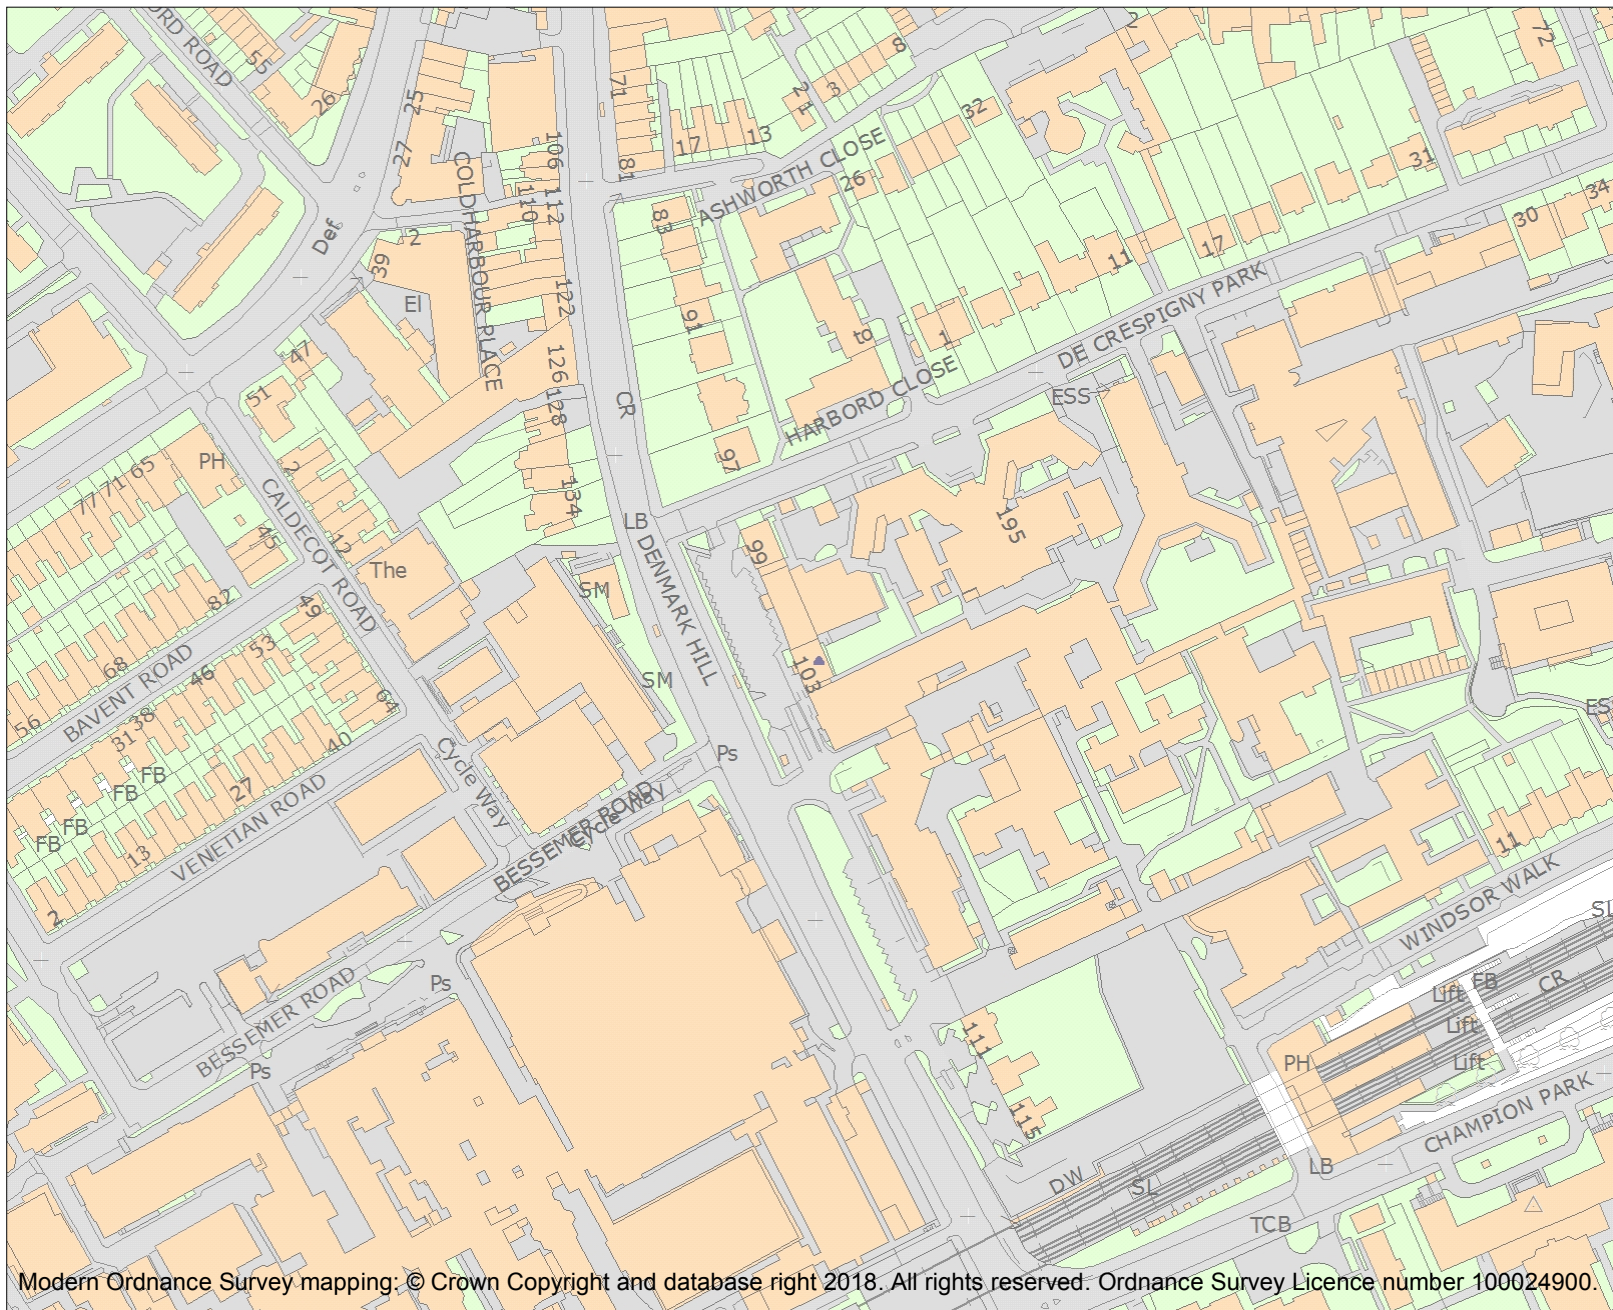 ORD ROAD
55
26
25
27
COLDHARBOUR PLACE
106
110
112
71
81
17
13
2 1
3
8
2
32
72
ASHWORTH CLOSE
26
31
34
30
17
11
83
Def
2
39
El
122
91
to
1
DE CRESPIGNY PARK
47
51
126
128
CR
HARBORD CLOSE
ESS
97
PH
65
71
77
2
CALDECOT ROAD
134
LB
45
12
The
99
195
DENMARK HILL
SM
82
49
53
68
46
BAVENT ROAD
56
38
31
64
40
SM
103
ES
FB
FB
FB
FB
27
13
VENETIAN ROAD
2
Cycle Way
Ps
BESSEMER ROAD
Cycle Way
11
WINDSOR WALK
SL
Ps
BESSEMER ROAD
Ps
FB
CR
Lift
Lift
Lift
PH
111
115
CHAMPION PARK
DW
SL
LB
TCB
Modern Ordnance Survey mapping: © Crown Copyright and database right 2018. All rights reserved. Ordnance Survey Licence number 100024900.